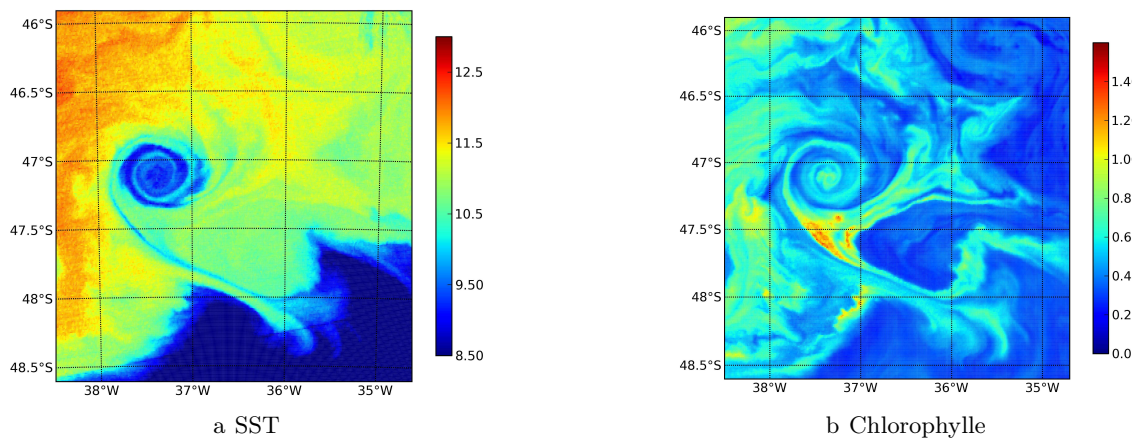 46°S
46.5°S
47°S
47.5°S
48°S
48.5°S
38°W 37°W 36°W 35°W
12.5
11.5
10.5
9.50
8.50
a SST
46°S
46.5°S
47°S
47.5°S
48°S
48.5°S
38°W 37°W 36°W 35°W
1.4
1.2
1.0
0.8
0.6
0.4
0.2
0.0
b Chlorophylle